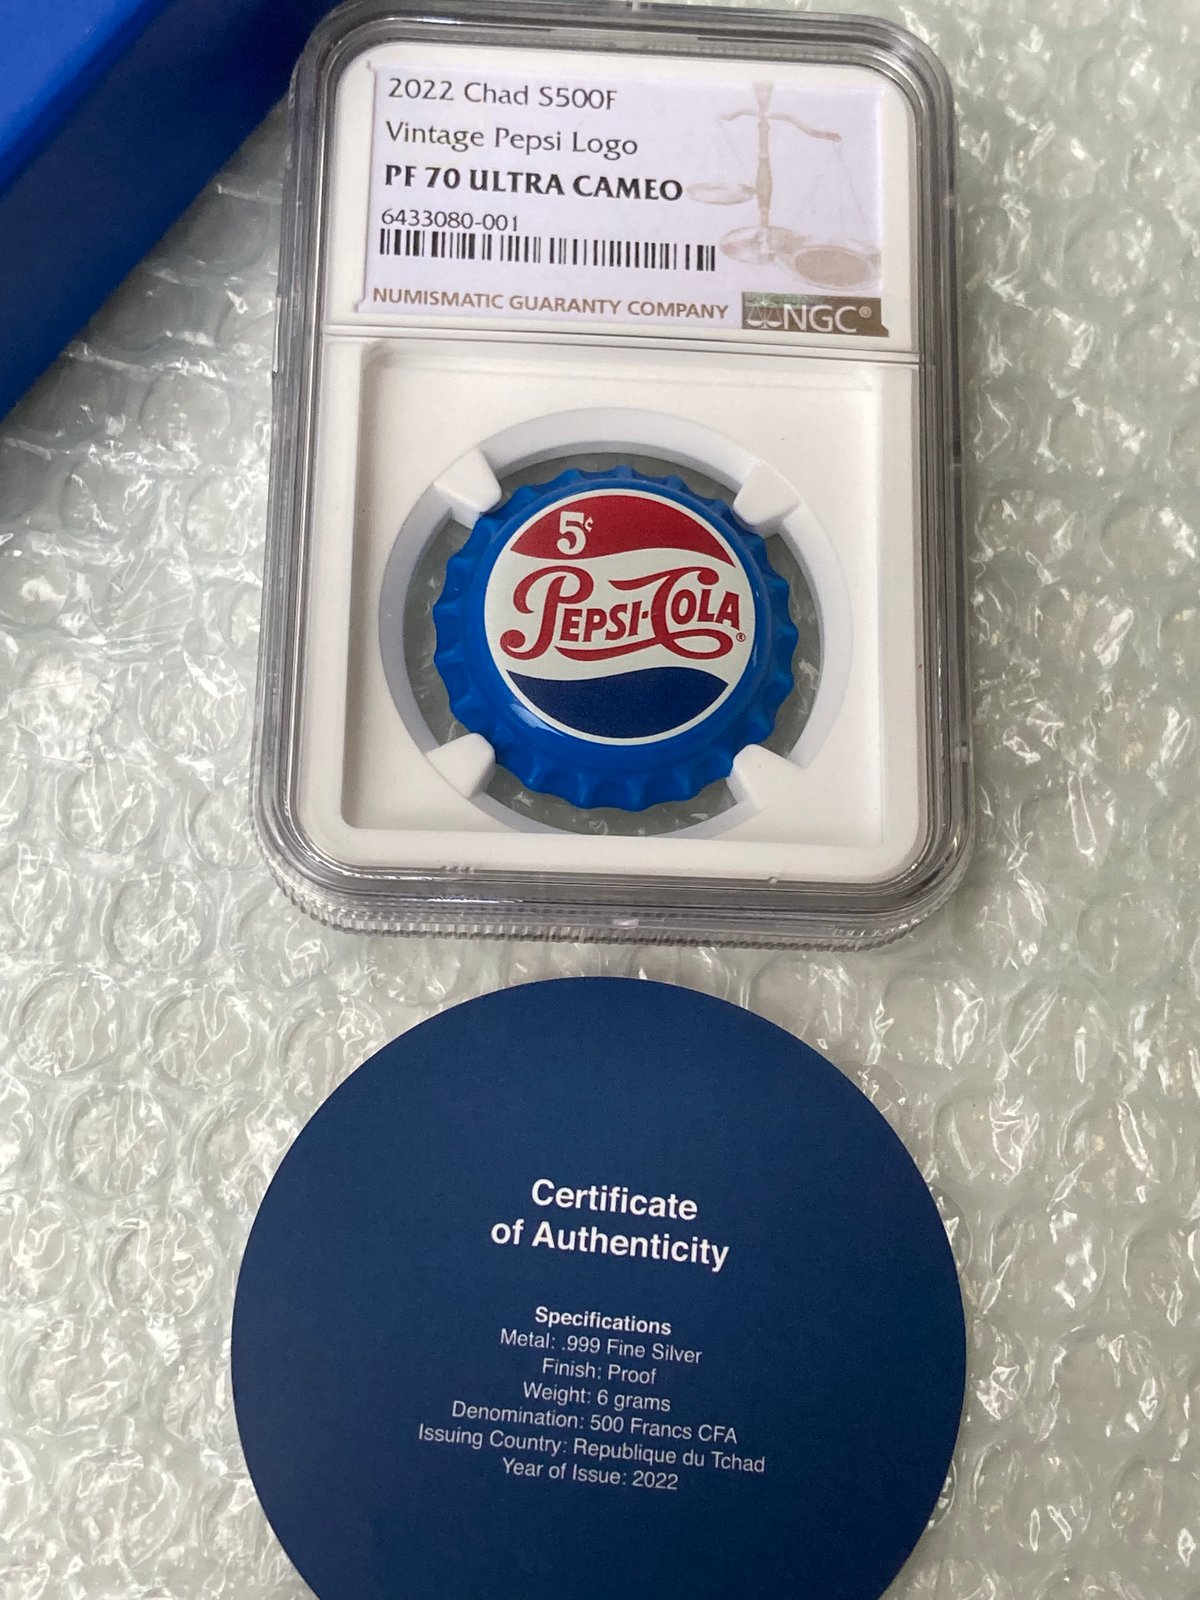 2022 Chad S500F
Vintage Pepsi Logo
PF 70 ULTRA CAMEO
6433080-001
NUMISMATIC GUARANTY COMPANY
NGC®
5¢
PEPSI-COLA®
Certificate
of Authenticity
Specifications
Metal: .999 Fine Silver
Finish: Proof
Weight: 6 grams
Denomination: 500 Francs CFA
Issuing Country: Republique du Tchad
Year of Issue: 2022